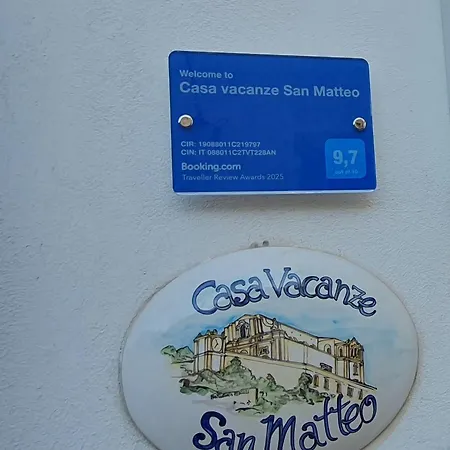 Welcome to
Casa vacanze San Matteo
CIR: 19088011C219797
CIN: IT 088011C2TVT228AN
Booking.com
Traveller Review Awards 2025
9,7
Casa Vacanze
San Matteo